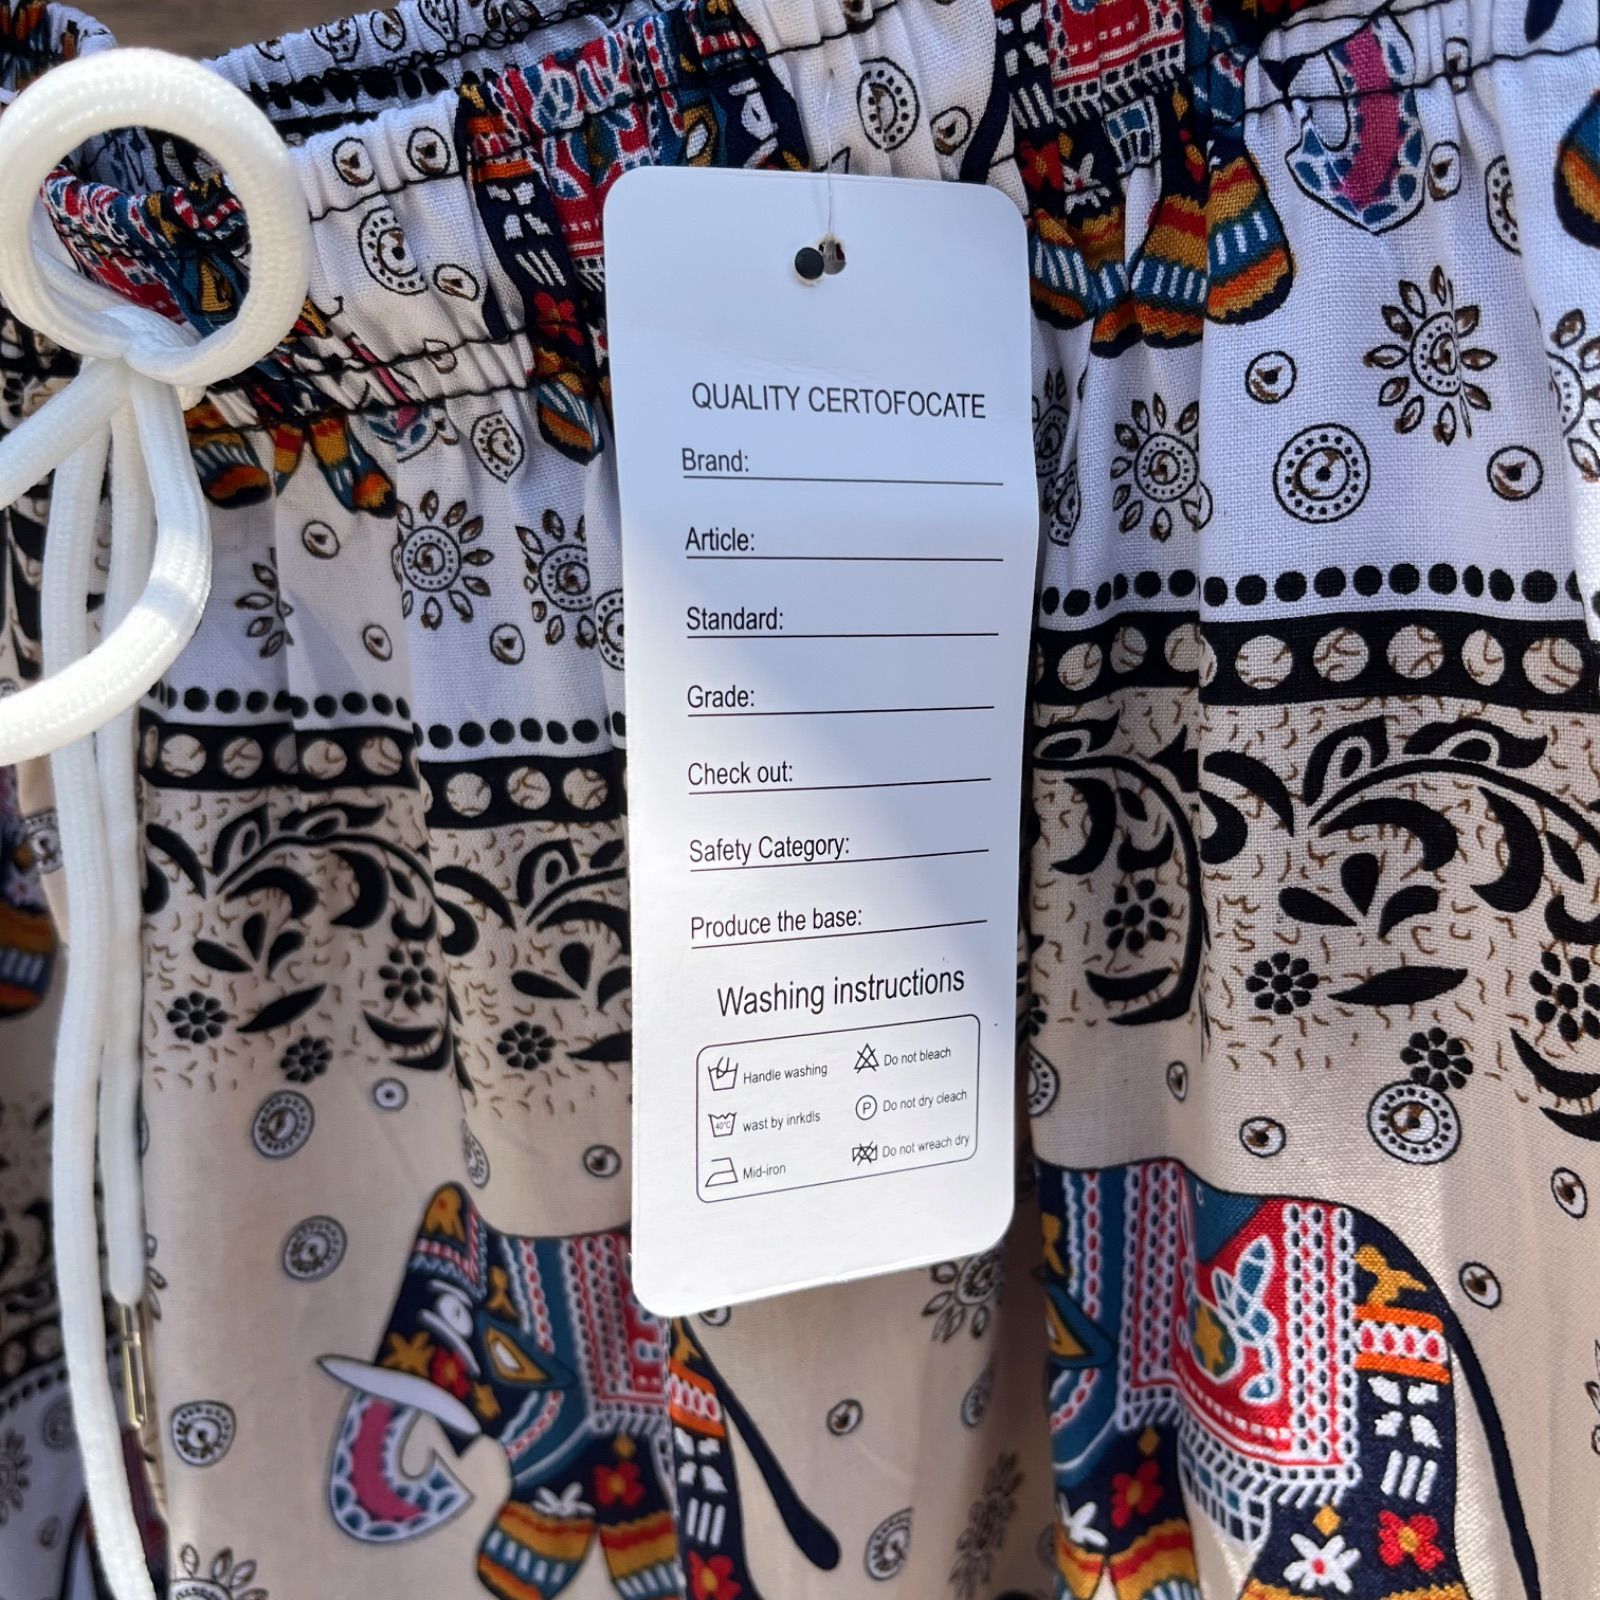 QUALITY CERTOFOCATE
Brand:
Article:
Standard:
Grade:
Check out:
Safety Category:
Produce the base:
Washing instructions
Handle washing
Do not bleach
40°C wast by inrkdls
P Do not dry cleach
Mid-iron
Do not wreach dry